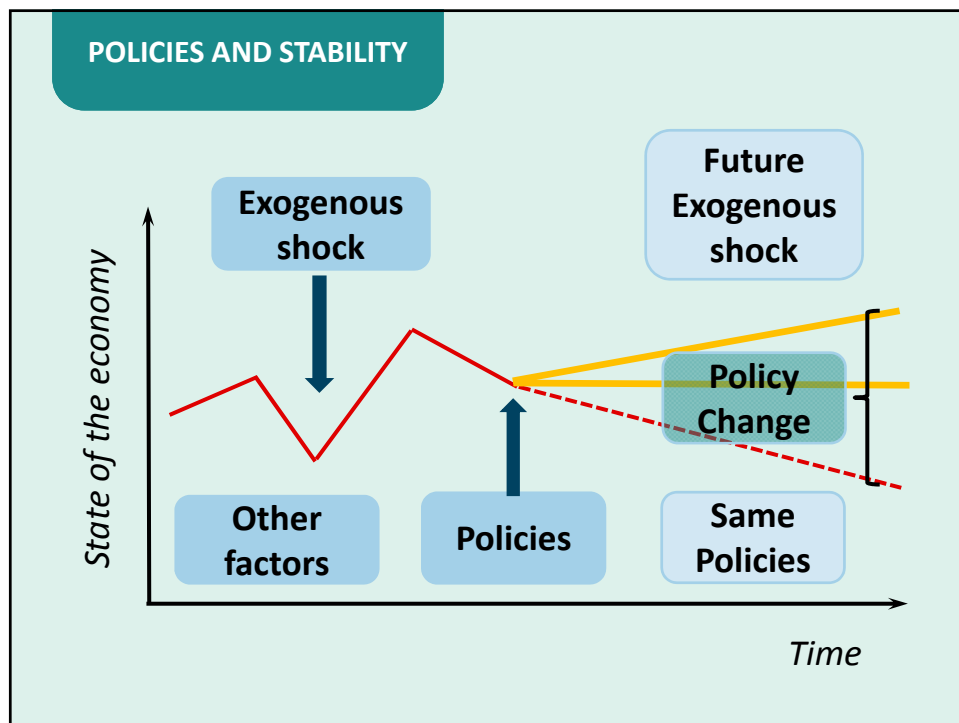 POLICIES AND STABILITY
Future
Exogenous
shock
Exogenous
shock
State of the economy
Policy
Change
Other
factors
Policies
Same
Policies
Time